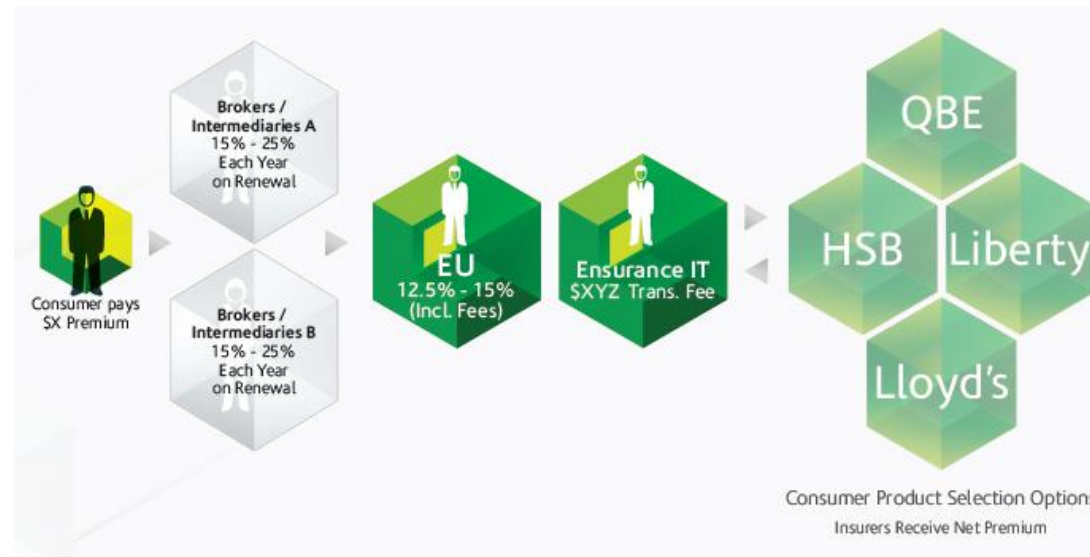 Consumer pays
$X Premium
Brokers /
Intermediaries A
15% - 25%
Each Year
on Renewal
Brokers /
Intermediaries B
15% - 25%
Each Year
on Renewal
EU
12.5% - 15%
(Incl. Fees)
Ensurance IT
$XYZ Trans. Fee
QBE
HSB
Liberty
Lloyd's
Consumer Product Selection Options
Insurers Receive Net Premium